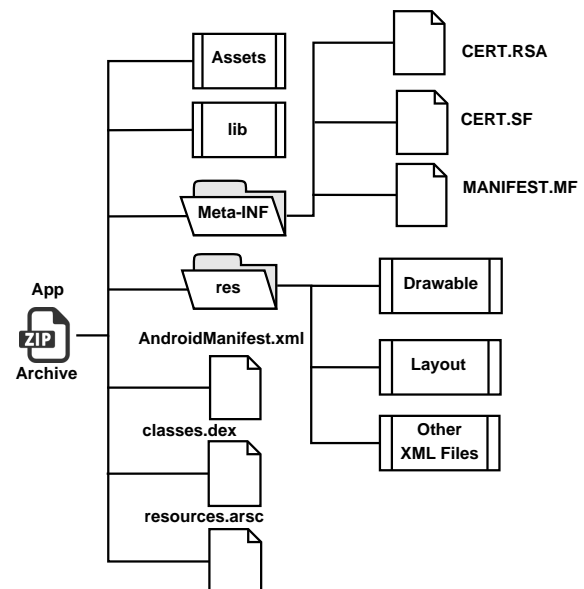 Assets
lib
Meta-INF
res
CERT.RSA
CERT.SF
MANIFEST.MF
Drawable
Layout
Other
XML Files
App
ZIP
Archive
AndroidManifest.xml
classes.dex
resources.arsc